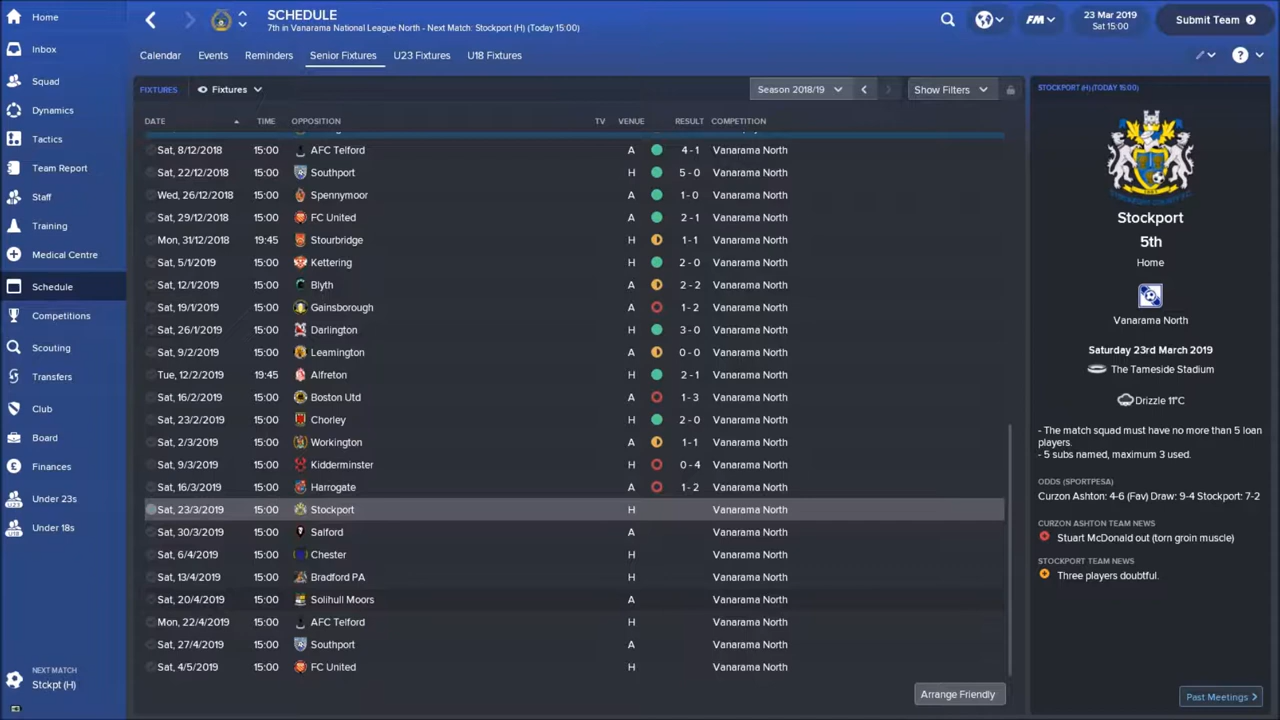 Home
Inbox
Squad
Dynamics
Tactics
Team Report
Staff
Training
Medical Centre
Schedule
Competitions
Scouting
Transfers
Club
Board
Finances
Under 23s
Under 18s
NEXT MATCH
Stckpt (H)
SCHEDULE
7th in Vanarama National League North - Next Match: Stockport (H) (Today 15:00)
FM
23 Mar 2019
Sat 15:00
Submit Team
Calendar Events Reminders Senior Fixtures U23 Fixtures U18 Fixtures
?
FIXTURES Fixtures Season 2018/19 Show Filters
DATE TIME OPPOSITION TV VENUE RESULT COMPETITION
Sat, 8/12/2018 15:00 AFC Telford A 4-1 Vanarama North
Sat, 22/12/2018 15:00 Southport H 5-0 Vanarama North
Wed, 26/12/2018 15:00 Spennymoor A 1-0 Vanarama North
Sat, 29/12/2018 15:00 FC United A 2-1 Vanarama North
Mon, 31/12/2018 19:45 Stourbridge H 1-1 Vanarama North
Sat, 5/1/2019 15:00 Kettering H 2-0 Vanarama North
Sat, 12/1/2019 15:00 Blyth A 2-2 Vanarama North
Sat, 19/1/2019 15:00 Gainsborough A 1-2 Vanarama North
Sat, 26/1/2019 15:00 Darlington H 3-0 Vanarama North
Sat, 9/2/2019 15:00 Leamington A 0-0 Vanarama North
Tue, 12/2/2019 19:45 Alfreton H 2-1 Vanarama North
Sat, 16/2/2019 15:00 Boston Utd A 1-3 Vanarama North
Sat, 23/2/2019 15:00 Chorley H 2-0 Vanarama North
Sat, 2/3/2019 15:00 Workington A 1-1 Vanarama North
Sat, 9/3/2019 15:00 Kidderminster H 0-4 Vanarama North
Sat, 16/3/2019 15:00 Harrogate A 1-2 Vanarama North
Sat, 23/3/2019 15:00 Stockport H Vanarama North
Sat, 30/3/2019 15:00 Salford A Vanarama North
Sat, 6/4/2019 15:00 Chester H Vanarama North
Sat, 13/4/2019 15:00 Bradford PA H Vanarama North
Sat, 20/4/2019 15:00 Solihull Moors A Vanarama North
Mon, 22/4/2019 15:00 AFC Telford H Vanarama North
Sat, 27/4/2019 15:00 Southport A Vanarama North
Sat, 4/5/2019 15:00 FC United H Vanarama North
Arrange Friendly
STOCKPORT (H) (TODAY 15:00)
Stockport
5th
Home
Vanarama North
Saturday 23rd March 2019
The Tameside Stadium
Drizzle 11°C
- The match squad must have no more than 5 loan
players.
- 5 subs named, maximum 3 used.
ODDS (SPORTPESA)
Curzon Ashton: 4-6 (Fav) Draw: 9-4 Stockport: 7-2
CURZON ASHTON TEAM NEWS
Stuart McDonald out (torn groin muscle)
STOCKPORT TEAM NEWS
Three players doubtful.
Past Meetings